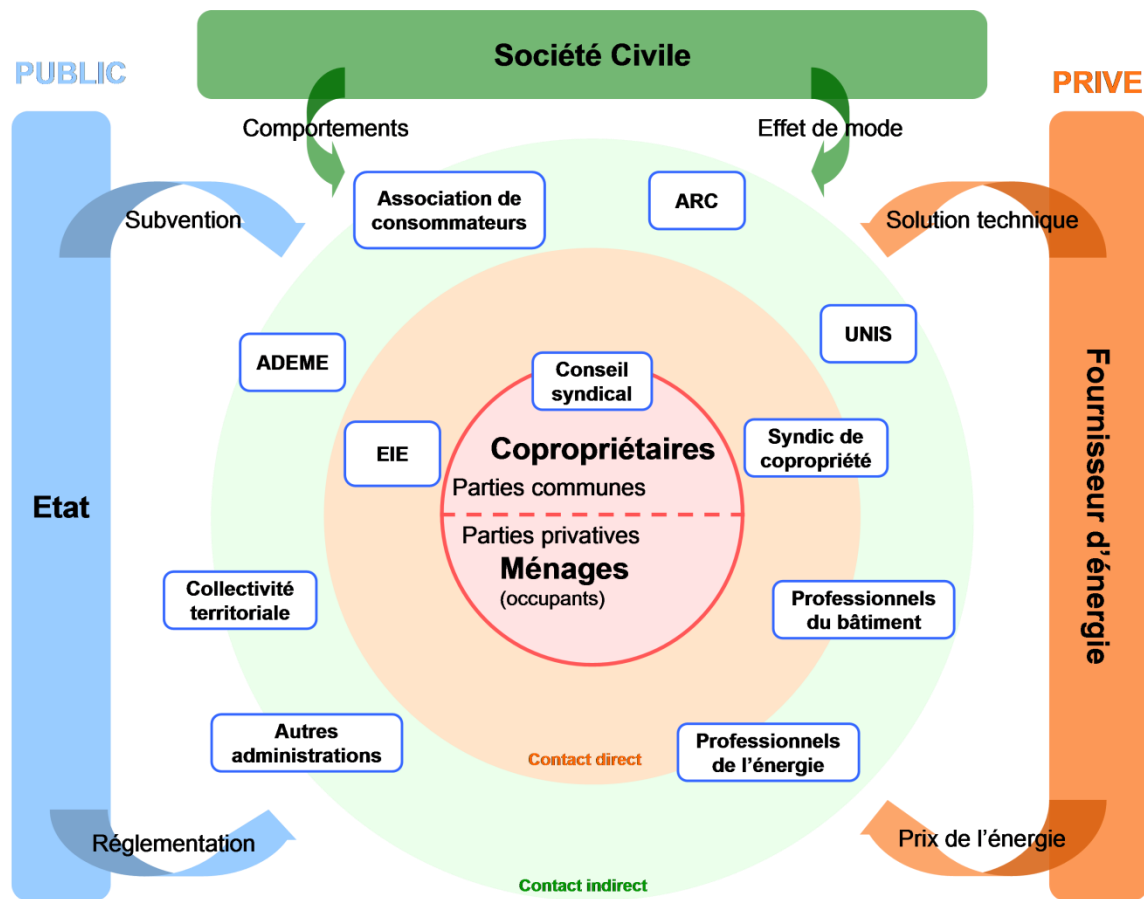 Société Civile
PUBLIC
PRIVE
Comportements
Effet de mode
Association de
consommateurs
ARC
Subvention
Solution technique
UNIS
ADEME
Conseil
syndical
EIE
Copropriétaires
Syndic de
copropriété
Parties communes
Etat
Fournisseur d'énergie
Parties privatives
Ménages
(occupants)
Collectivité
territoriale
Professionnels
du bâtiment
Autres
administrations
Professionnels
de l'énergie
Contact direct
Réglementation
Prix de l'énergie
Contact indirect